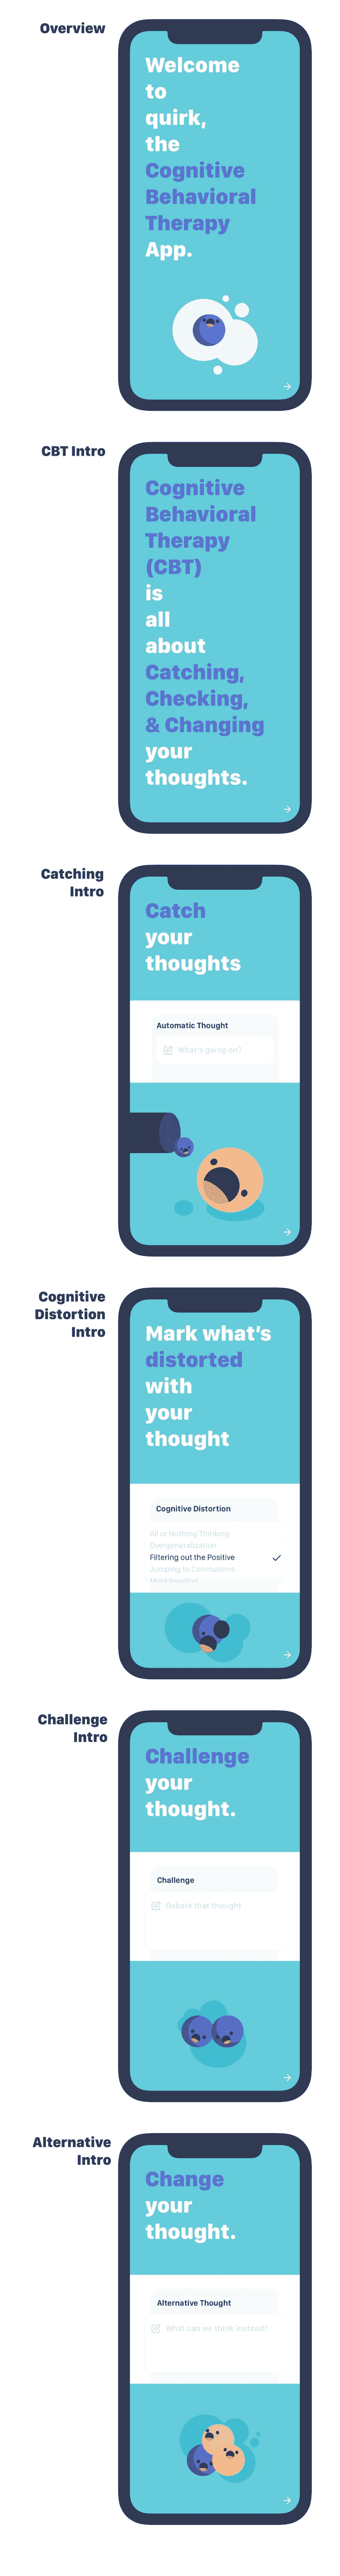 Overview
Welcome
to
quirk,
the
Cognitive
Behavioral
Therapy
App.
CBT Intro
Cognitive
Behavioral
Therapy
(CBT)
is
all
about
Catching,
Checking,
& Changing
your
thoughts.
Catching
Intro
Catch
your
thoughts
Automatic Thought
What's going on?
Cognitive
Distortion
Intro
Mark what's
distorted
with
your
thought
Cognitive Distortion
All or Nothing Thinking
Overgeneralization
Filtering out the Positive
Jumping to Conclusions
Mind Reading
Challenge
Intro
Challenge
your
thought.
Challenge
Debate that thought
Alternative
Intro
Change
your
thought.
Alternative Thought
What can we think instead?